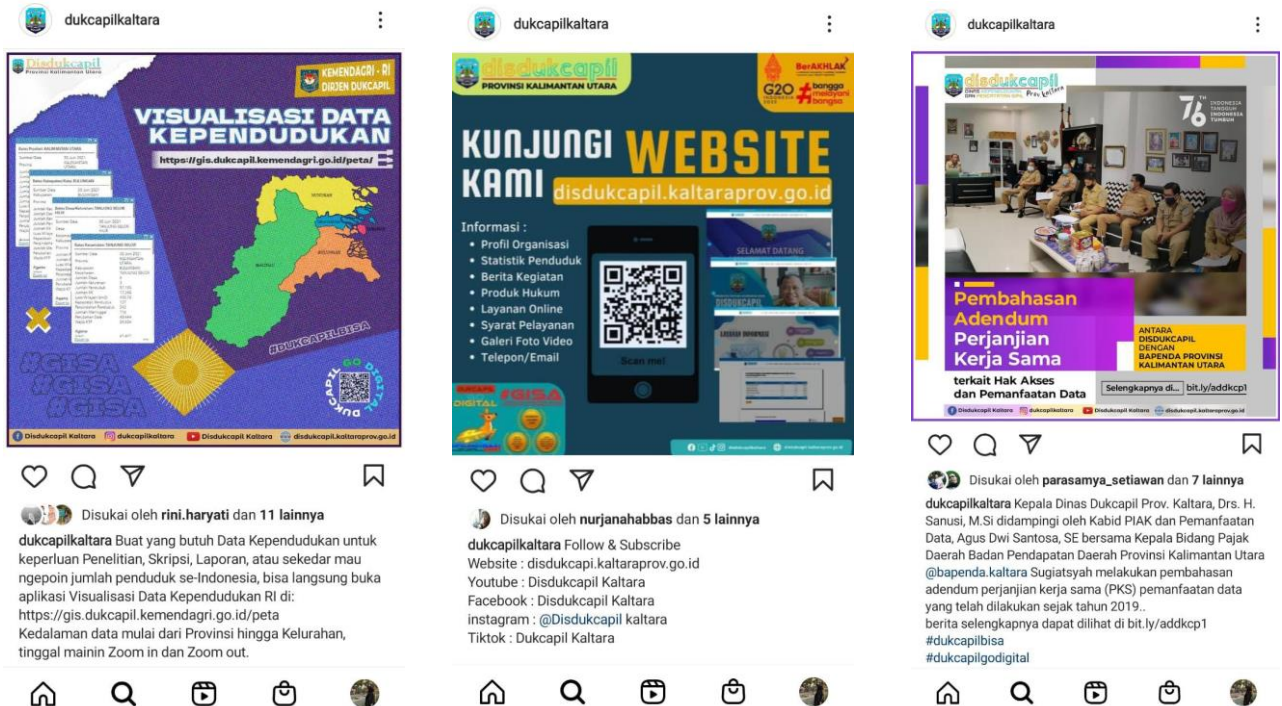 dukcapilkaltara
Disdukcapil
Provinsi Kalimantan Utara
KEMENDAGRI - RI
DIRJEN DUKCAPIL
VISUALISASI DATA
KEPENDUDUKAN
https://gis.dukcapil.kemendagri.go.id/peta/
#DUKCAPILBISA
#GISA
#GISA
#GISA
DUKCAPIL GO DIGITAL
Disdukcapil Kaltara dukcapilkaltara Disdukcapil Kaltara disdukcapil.kaltaraprov.go.id
Disukai oleh rini.haryati dan 11 lainnya
dukcapilkaltara Buat yang butuh Data Kependudukan untuk
keperluan Penelitian, Skripsi, Laporan, atau sekedar mau
ngepoin jumlah penduduk se-Indonesia, bisa langsung buka
aplikasi Visualisasi Data Kependudukan RI di:
https://gis.dukcapil.kemendagri.go.id/peta
Kedalaman data mulai dari Provinsi hingga Kelurahan,
tinggal mainin Zoom in dan Zoom out.
dukcapilkaltara
disdukcapil
PROVINSI KALIMANTAN UTARA
G20
BerAKHLAK
#bangga
melayani
bangsa
KUNJUNGI
KAMI
WEBSITE
disdukcapil.kaltaraprov.go.id
Informasi :
• Profil Organisasi
• Statistik Penduduk
• Berita Kegiatan
• Produk Hukum
• Layanan Online
• Syarat Pelayanan
• Galeri Foto Video
• Telepon/Email
SELAMAT DATANG
DISDUKCAPIL
Scan me!
DUKCAPIL
DIGITAL
#GISA
Disukai oleh nurjanahabbas dan 5 lainnya
dukcapilkaltara Follow & Subscribe
Website : disdukcapi.kaltaraprov.go.id
Youtube : Disdukcapil Kaltara
Facebook : Disdukcapil Kaltara
instagram : @Disdukcapil kaltara
Tiktok : Dukcapil Kaltara
dukcapilkaltara
disdukcapil
Prov Kaltara
76 TH
INDONESIA
TANGGUH
INDONESIA
TUMBUH
Pembahasan
Adendum
Perjanjian
Kerja Sama
terkait Hak Akses
dan Pemanfaatan Data
ANTARA
DISDUKCAPIL
DENGAN
BAPENDA PROVINSI
KALIMANTAN UTARA
Selengkapnya di... bit.ly/addkcp1
Disdukcapil Kaltara dukcapilkaltara Disdukcapil Kaltara disdukcapil.kaltaraprov.go.id
Disukai oleh parasamya_setiawan dan 7 lainnya
dukcapilkaltara Kepala Dinas Dukcapil Prov. Kaltara, Drs. H.
Sanusi, M.Si didampingi oleh Kabid PIAK dan Pemanfaatan
Data, Agus Dwi Santosa, SE bersama Kepala Bidang Pajak
Daerah Badan Pendapatan Daerah Provinsi Kalimantan Utara
@bapenda.kaltara Sugiatsyah melakukan pembahasan
adendum perjanjian kerja sama (PKS) pemanfaatan data
yang telah dilakukan sejak tahun 2019..
berita selengkapnya dapat dilihat di bit.ly/addkcp1
#dukcapilbisa
#dukcapilgodigital